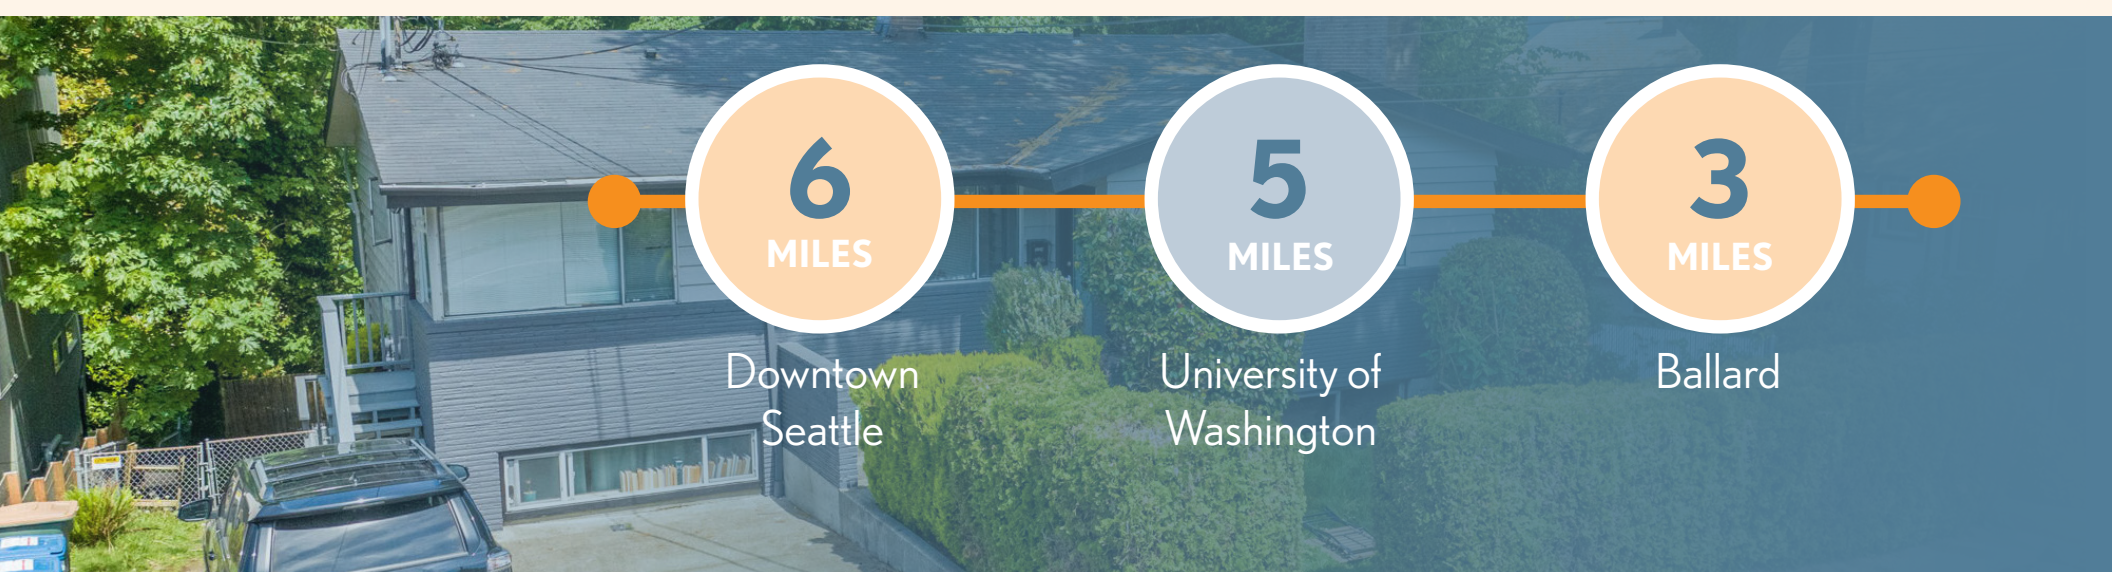 6
MILES
Downtown
Seattle
5
MILES
University of
Washington
3
MILES
Ballard